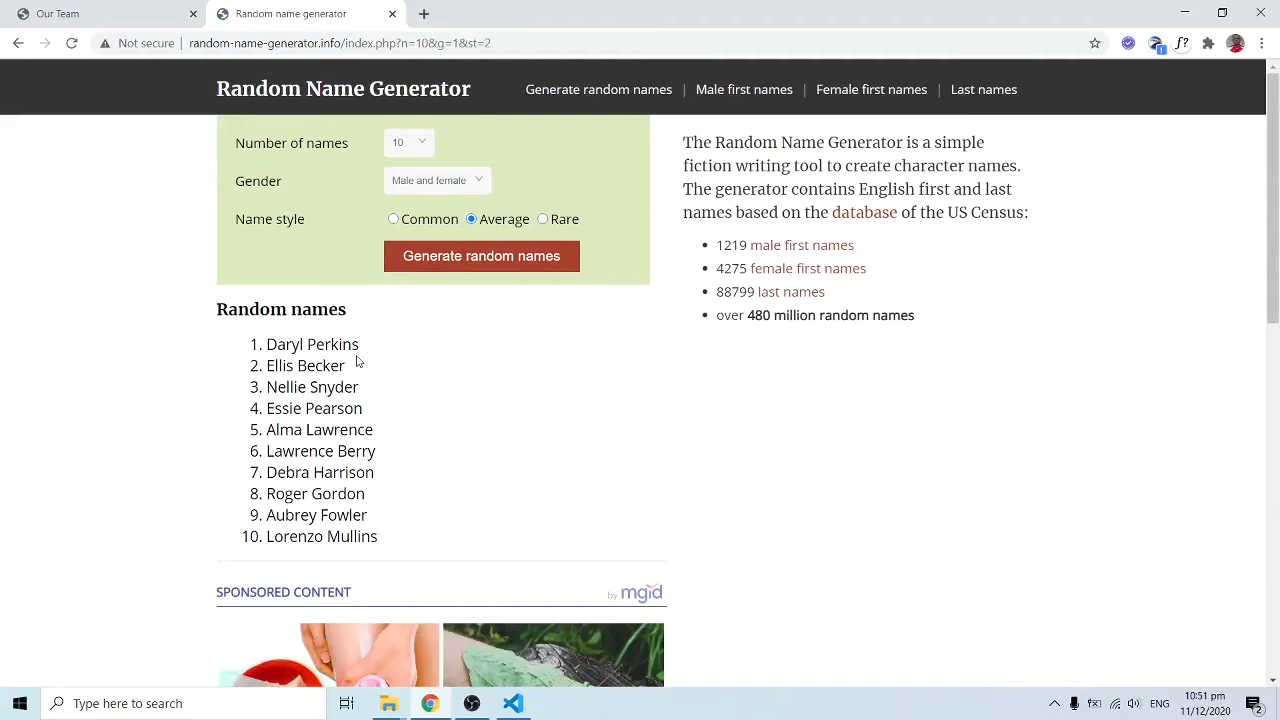 Our Team
Random name generator
Not secure random-name-generator.info/index.php?n=10&g=1&st=2
1
f?
Random Name Generator
Generate random names | Male first names | Female first names | Last names
Number of names 10
Gender Male and female
Name style Common Average Rare
Generate random names
The Random Name Generator is a simple
fiction writing tool to create character names.
The generator contains English first and last
names based on the database of the US Census:
1219 male first names
4275 female first names
88799 last names
over 480 million random names
Random names
1. Daryl Perkins
2. Ellis Becker
3. Nellie Snyder
4. Essie Pearson
5. Alma Lawrence
6. Lawrence Berry
7. Debra Harrison
8. Roger Gordon
9. Aubrey Fowler
10. Lorenzo Mullins
SPONSORED CONTENT
by mgid
Type here to search
ENG
10:51 pm
11/12/2020
2